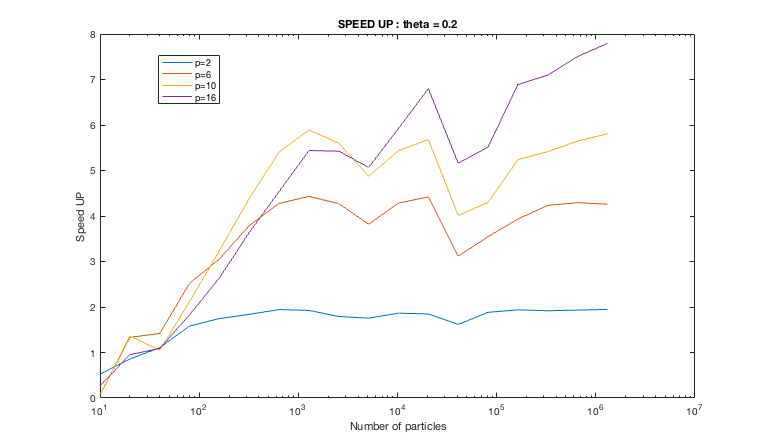 SPEED UP : theta = 0.2
8
7
6
5
4
3
2
1
0
Speed UP
p=2
p=6
p=10
p=16
10^1 10^2 10^3 10^4 10^5 10^6 10^7
Number of particles